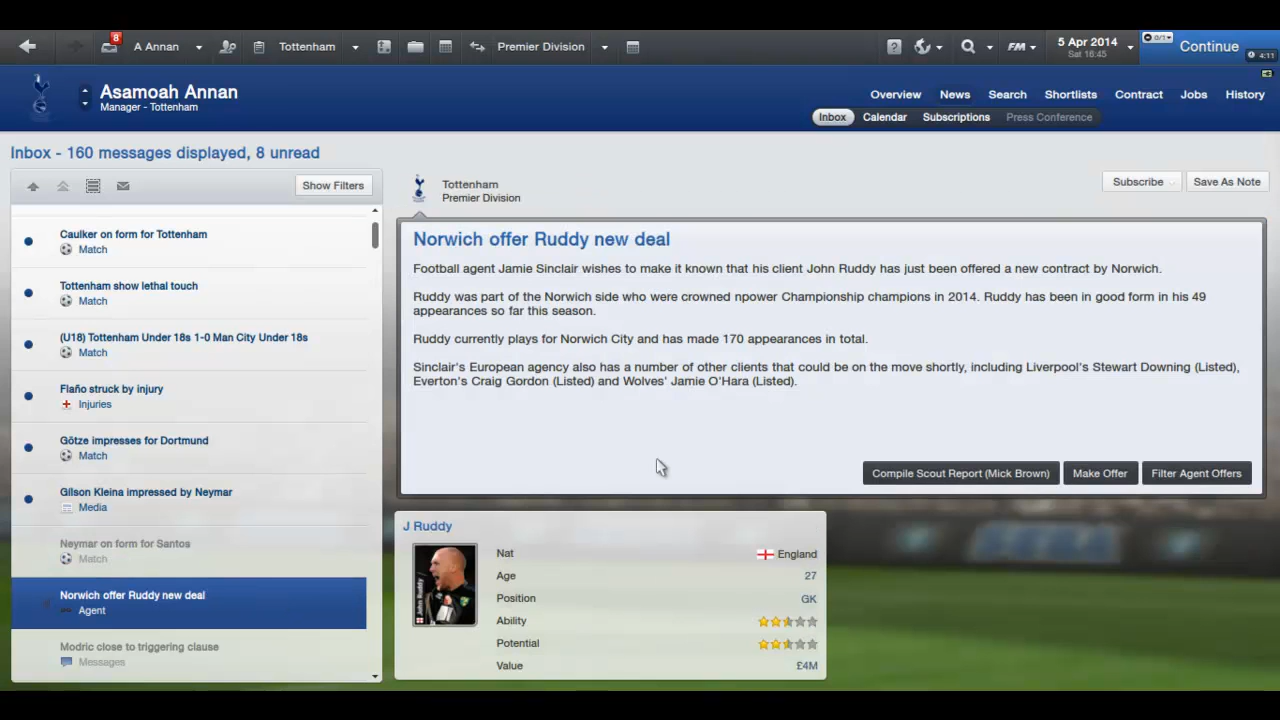 8
A Annan
Tottenham
Premier Division
?
FM
5 Apr 2014
Sat 16:45
0/1
Continue
4:11
Asamoah Annan
Manager - Tottenham
Overview News Search Shortlists Contract Jobs History
Inbox Calendar Subscriptions Press Conference
Inbox - 160 messages displayed, 8 unread
Show Filters
Caulker on form for Tottenham
Match
Tottenham show lethal touch
Match
(U18) Tottenham Under 18s 1-0 Man City Under 18s
Match
Flaño struck by injury
Injuries
Götze impresses for Dortmund
Match
Gilson Kleina impressed by Neymar
Media
Neymar on form for Santos
Match
Norwich offer Ruddy new deal
Agent
Modric close to triggering clause
Messages
Tottenham
Premier Division
Subscribe
Save As Note
Norwich offer Ruddy new deal
Football agent Jamie Sinclair wishes to make it known that his client John Ruddy has just been offered a new contract by Norwich.
Ruddy was part of the Norwich side who were crowned npower Championship champions in 2014. Ruddy has been in good form in his 49
appearances so far this season.
Ruddy currently plays for Norwich City and has made 170 appearances in total.
Sinclair's European agency also has a number of other clients that could be on the move shortly, including Liverpool's Stewart Downing (Listed),
Everton's Craig Gordon (Listed) and Wolves' Jamie O'Hara (Listed).
Compile Scout Report (Mick Brown)
Make Offer
Filter Agent Offers
J Ruddy
John Ruddy
Nat England
Age 27
Position GK
Ability
Potential
Value £4M